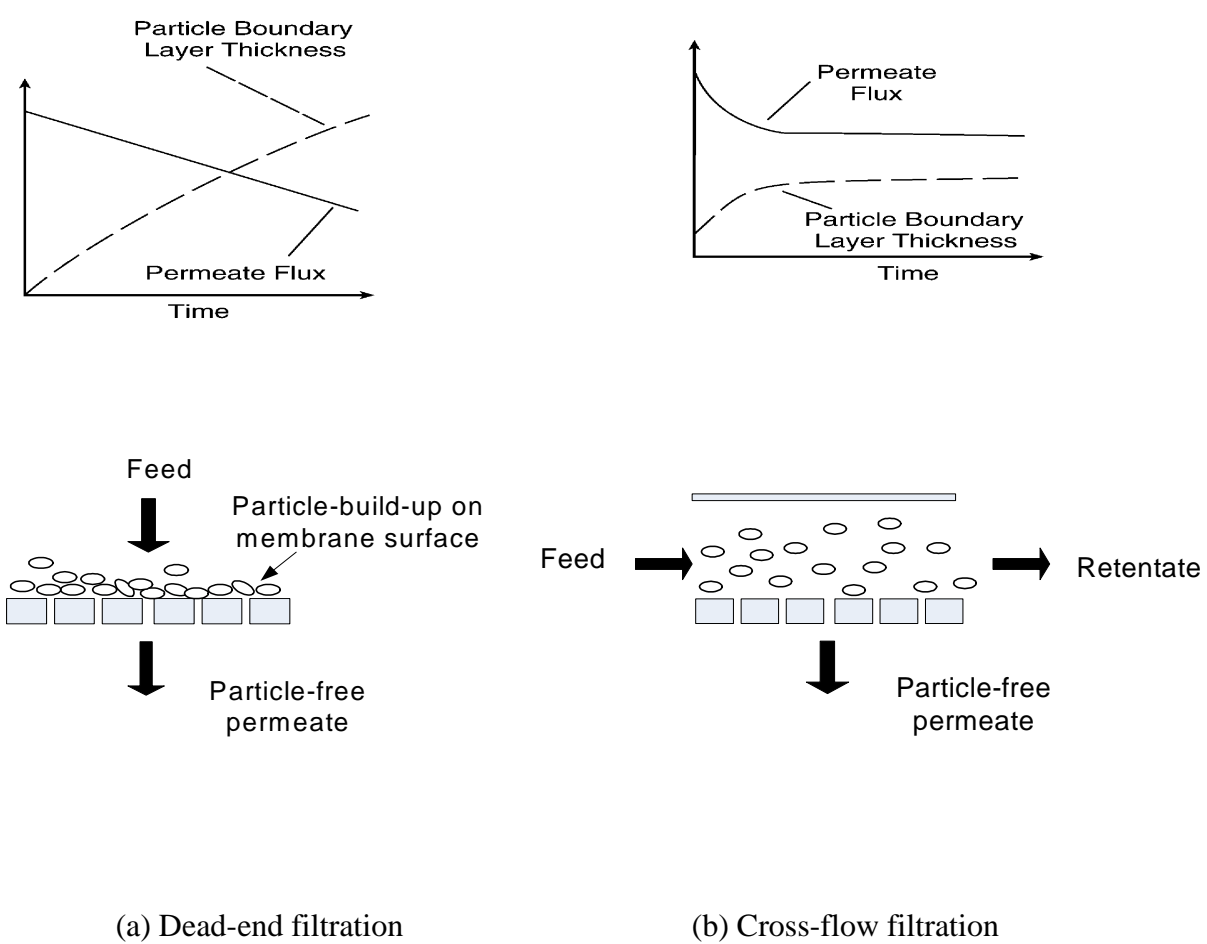 Particle Boundary
Layer Thickness
Permeate Flux
Time
Permeate
Flux
Particle Boundary
Layer Thickness
Time
Feed
Particle-build-up on
membrane surface
Particle-free
permeate
Feed
Retentate
Particle-free
permeate
(a) Dead-end filtration
(b) Cross-flow filtration